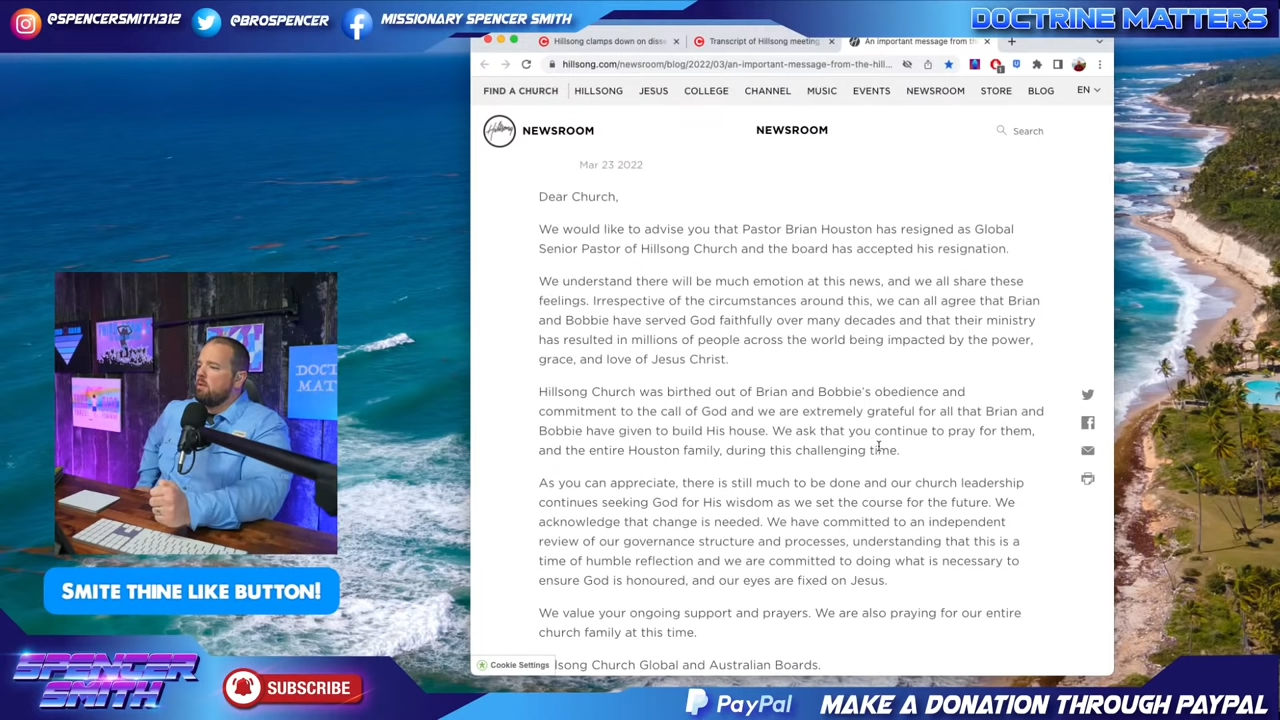 @SPENCERSMITH312
@BROSPENCER
MISSIONARY SPENCER SMITH
DOCTRINE MATTERS
Hillsong clamps down on disse
Transcript of Hillsong meeting
An important message from th
hillsong.com/newsroom/blog/2022/03/an-important-message-from-the-hill...
FIND A CHURCH
HILLSONG
JESUS
COLLEGE
CHANNEL
MUSIC
EVENTS
NEWSROOM
STORE
BLOG
EN
Hillsong
NEWSROOM
NEWSROOM
Search
Mar 23 2022
Dear Church,
We would like to advise you that Pastor Brian Houston has resigned as Global
Senior Pastor of Hillsong Church and the board has accepted his resignation.
We understand there will be much emotion at this news, and we all share these
feelings. Irrespective of the circumstances around this, we can all agree that Brian
and Bobbie have served God faithfully over many decades and that their ministry
has resulted in millions of people across the world being impacted by the power,
grace, and love of Jesus Christ.
Hillsong Church was birthed out of Brian and Bobbie's obedience and
commitment to the call of God and we are extremely grateful for all that Brian and
Bobbie have given to build His house. We ask that you continue to pray for them,
and the entire Houston family, during this challenging time.
As you can appreciate, there is still much to be done and our church leadership
continues seeking God for His wisdom as we set the course for the future. We
acknowledge that change is needed. We have committed to an independent
review of our governance structure and processes, understanding that this is a
time of humble reflection and we are committed to doing what is necessary to
ensure God is honoured, and our eyes are fixed on Jesus.
We value your ongoing support and prayers. We are also praying for our entire
church family at this time.
Cookie Settings
lsong Church Global and Australian Boards.
DOCT
MAT
SMITE THINE LIKE BUTTON!
SPENCER
SMITH
SUBSCRIBE
PayPal
MAKE A DONATION THROUGH PAYPAL